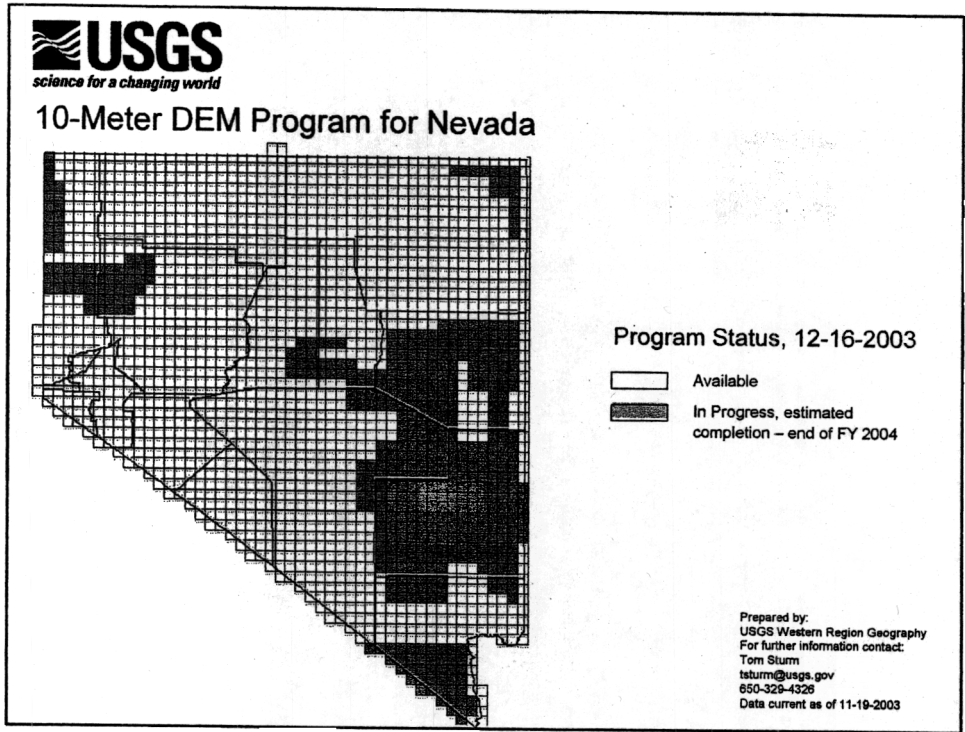 USGS
science for a changing world
10-Meter DEM Program for Nevada
Program Status, 12-16-2003
Available
In Progress, estimated
completion – end of FY 2004
Prepared by:
USGS Western Region Geography
For further information contact:
Tom Sturm
tsturm@usgs.gov
650-329-4326
Data current as of 11-19-2003